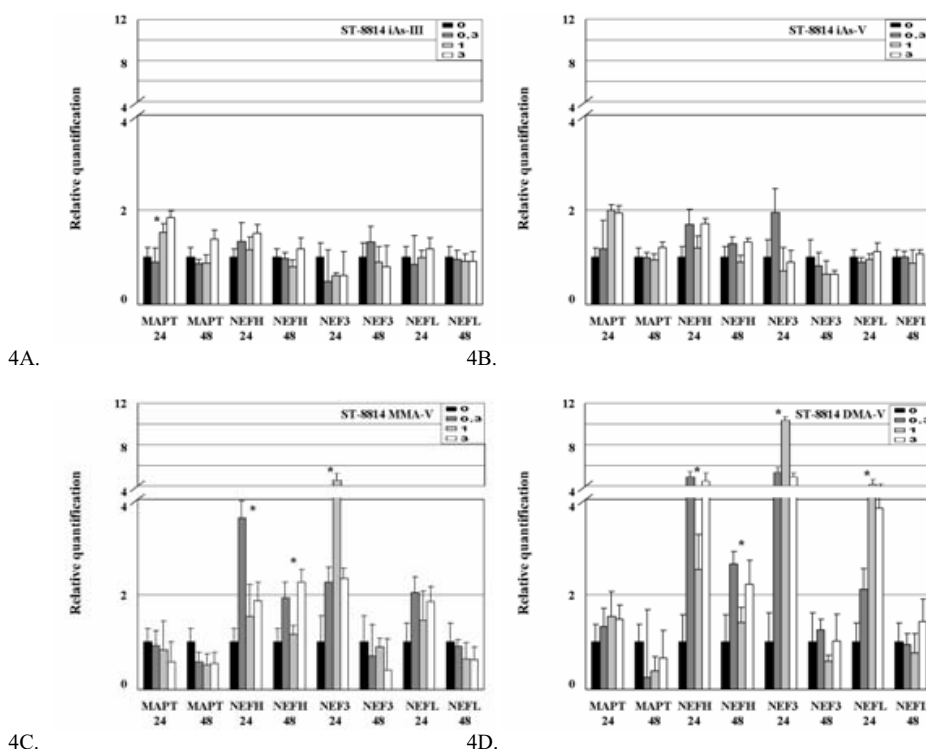 12
8
4
4
2
0
Relative quantification
ST-8814 iAs-III
0
0,3
1
3
*
MAPT NEFH NEFH NEF3 NEF3 NEFL NEFL
MAPT 24 48 24 48 24 48 24 48
4A.
12
8
4
4
2
0
Relative quantification
ST-8814 iAs-V
0
0,3
1
3
MAPT MAPT NEFH NEFH NEF3 NEF3 NEFL NEFL
24 48 24 48 24 48 24 48
4B.
12
8
4
4
2
0
Relative quantification
ST-8814 MMA-V
0
0,3
1
3
* * *
MAPT MAPT NEFH NEFH NEF3 NEF3 NEFL NEFL
24 48 24 48 24 48 24 48
4C.
12
8
4
4
2
0
Relative quantification
ST-8814 DMA-V
0
0,3
1
3
* * * *
MAPT MAPT NEFH NEFH NEF3 NEF3 NEFL NEFL
24 48 24 48 24 48 24 48
4D.